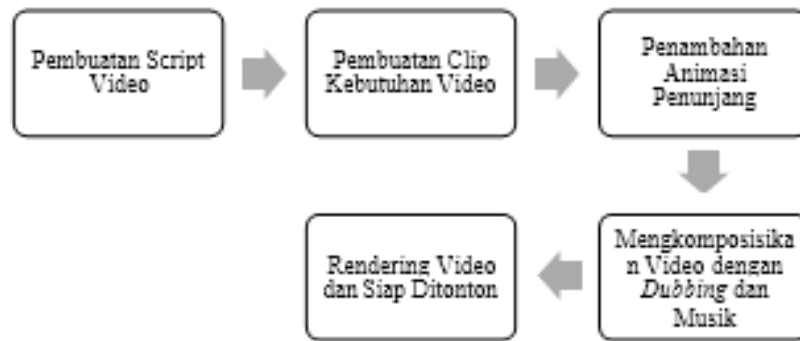 Pembuatan Script
Video
Pembuatan Clip
Kebutuhan Video
Penambahan
Animasi
Penunjang
Mengkomposisika
n Video dengan
Dubbing dan
Musik
Rendering Video
dan Siap Ditonton